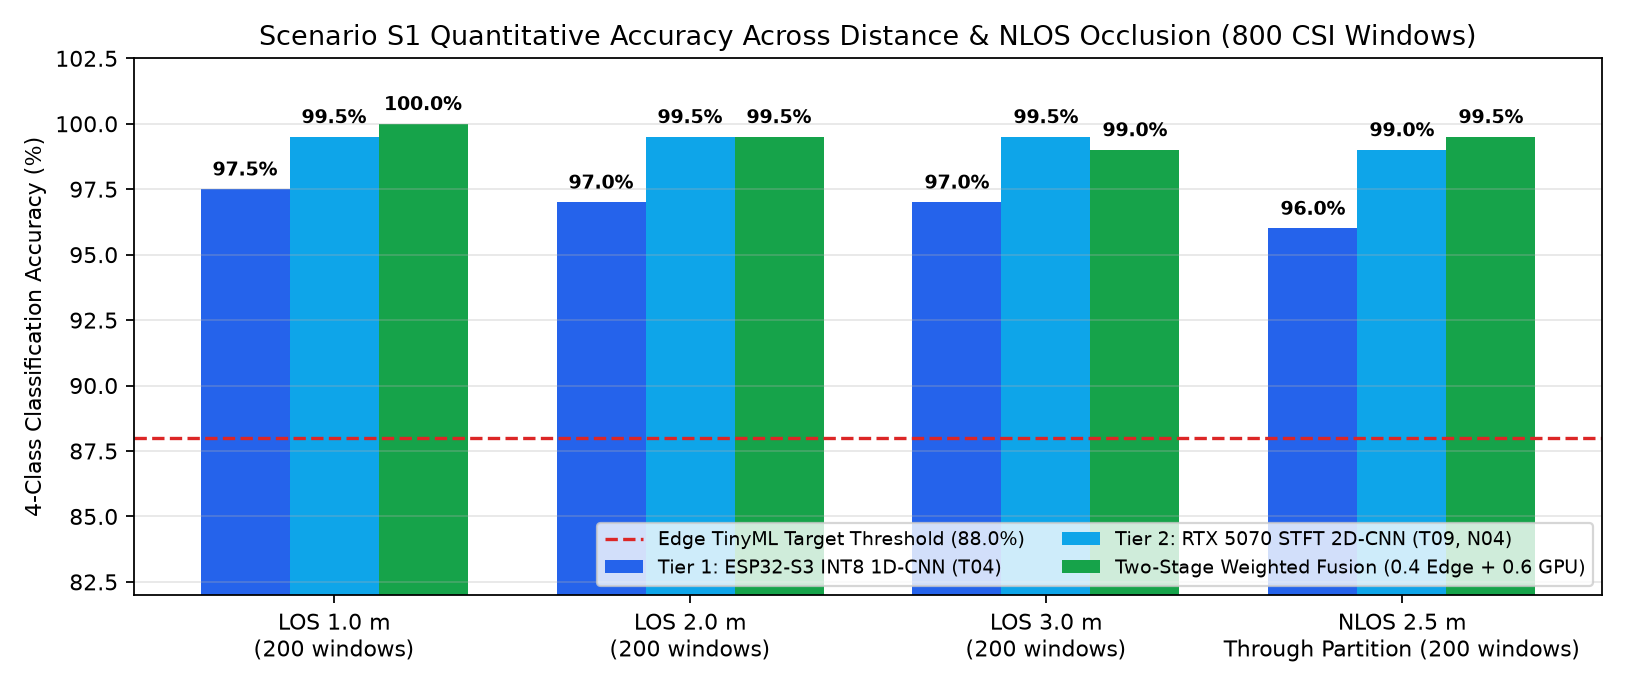 Scenario S1 Quantitative Accuracy Across Distance & NLOS Occlusion (800 CSI Windows)
4-Class Classification Accuracy (%)
102.5
100.0
97.5
95.0
92.5
90.0
87.5
85.0
82.5
97.5%
99.5%
100.0%
97.0%
99.5%
99.5%
97.0%
99.5%
99.0%
96.0%
99.0%
99.5%
Edge TinyML Target Threshold (88.0%)
Tier 1: ESP32-S3 INT8 1D-CNN (T04)
Tier 2: RTX 5070 STFT 2D-CNN (T09, N04)
Two-Stage Weighted Fusion (0.4 Edge + 0.6 GPU)
LOS 1.0 m
(200 windows)
LOS 2.0 m
(200 windows)
LOS 3.0 m
(200 windows)
NLOS 2.5 m
Through Partition (200 windows)